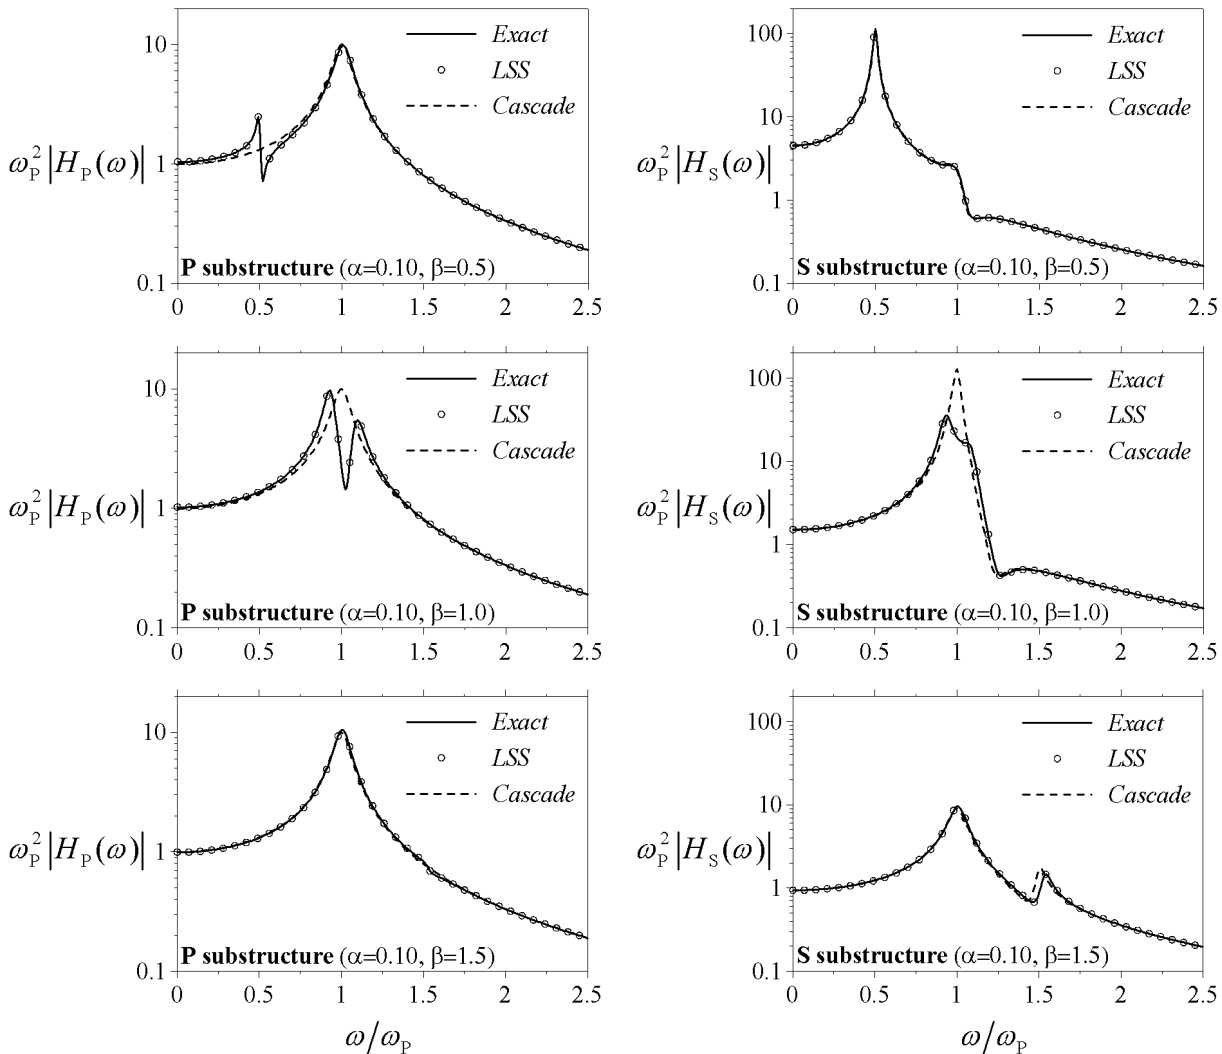 10
1
0.1
ω_P^2|H_P(ω)|
Exact
LSS
Cascade
P substructure (α=0.10, β=0.5)
0 0.5 1 1.5 2 2.5
100
10
1
0.1
ω_P^2|H_S(ω)|
Exact
LSS
Cascade
S substructure (α=0.10, β=0.5)
0 0.5 1 1.5 2 2.5
10
1
0.1
ω_P^2|H_P(ω)|
Exact
LSS
Cascade
P substructure (α=0.10, β=1.0)
0 0.5 1 1.5 2 2.5
100
10
1
0.1
ω_P^2|H_S(ω)|
Exact
LSS
Cascade
S substructure (α=0.10, β=1.0)
0 0.5 1 1.5 2 2.5
10
1
0.1
ω_P^2|H_P(ω)|
Exact
LSS
Cascade
P substructure (α=0.10, β=1.5)
0 0.5 1 1.5 2 2.5
ω/ω_P
100
10
1
0.1
ω_P^2|H_S(ω)|
Exact
LSS
Cascade
S substructure (α=0.10, β=1.5)
0 0.5 1 1.5 2 2.5
ω/ω_P